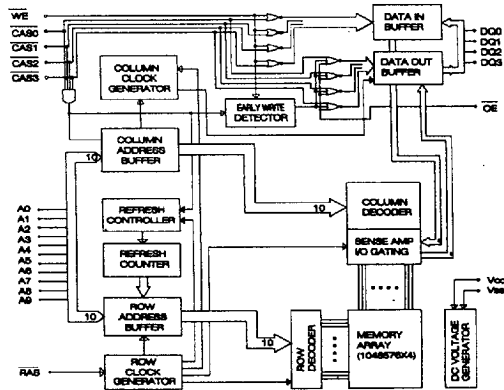 WE
CAS0
CAS1
CAS2
CAS3
DATA IN
BUFFER
DATA OUT
BUFFER
DQ0
DQ1
DQ2
DQ3
OE
COLUMN
CLOCK
GENERATOR
EARLY WRITE
DETECTOR
COLUMN
ADDRESS
BUFFER
10
A0
A1
A2
A3
A4
A5
A6
A7
A8
A9
REFRESH
CONTROLLER
REFRESH
COUNTER
10
COLUMN
DECODER
SENSE AMP
I/O GATING
10
ROW
ADDRESS
BUFFER
10
ROW
DECODER
MEMORY
ARRAY
(1048576X4)
DC VOLTAGE
GENERATOR
Vcc
Vss
RAS
ROW
CLOCK
GENERATOR